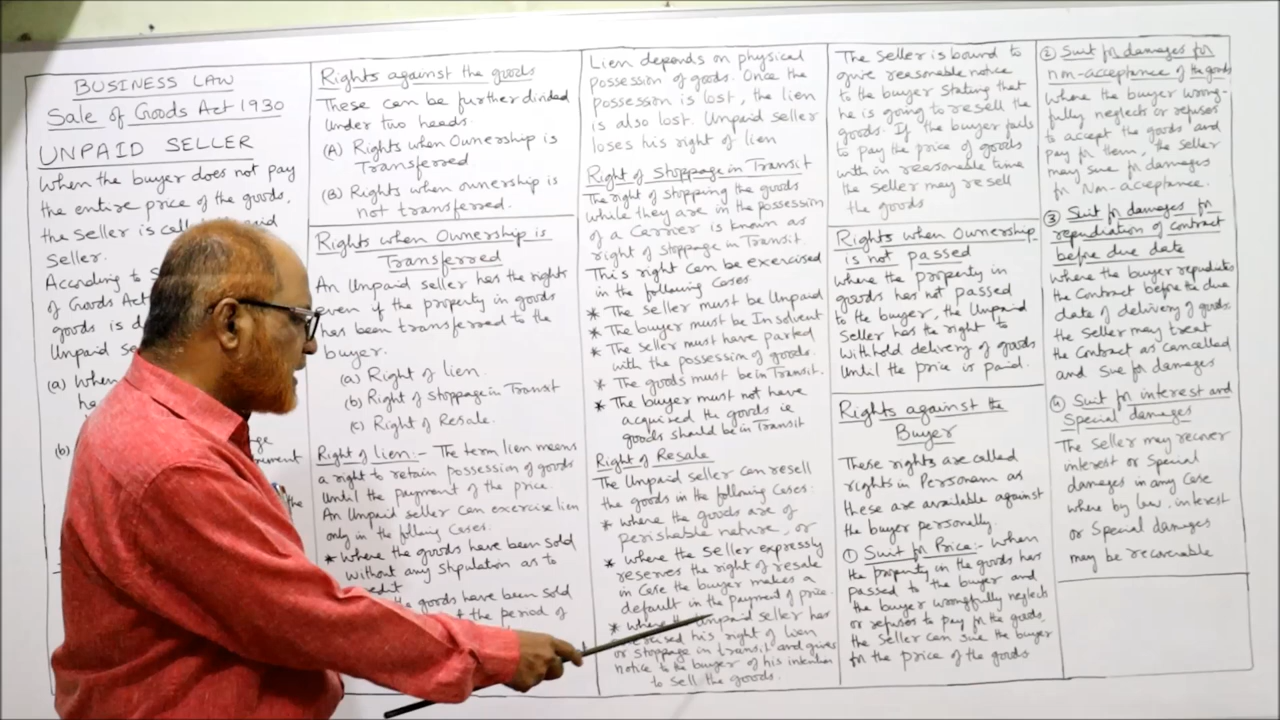 BUSINESS LAW
Sale of Goods Act 1930
UNPAID SELLER
When the buyer does not pay
the entire price of the goods,
the seller is
Seller.
According to
of Goods Act
goods is
Unpaid
(a) When
(b)
the
Rights against the goods
These can be further divided
under two heads.
(A) Rights when Ownership is
Transferred
(B) Rights when ownership is
not transferred.
Rights when Ownership is
Transferred
An Unpaid seller has the rights
even if the property in goods
has been transferred to the
buyer.
(a) Right of lien.
(b) Right of Stoppage in Transit
(c) Right of Resale.
Right of lien:- The term lien means
a right to retain possession of goods
Until the payment of the price.
An Unpaid seller can exercise lien
only in the following Cases.
* Where the goods have been sold
without any stipulation as to
the goods have been sold
the period of
Lien depends on physical
possession of goods. Once the
possession is lost, the lien
is also lost. Unpaid seller
loses his right of lien
Right of Stoppage in Transit
The right of stopping the goods
while they are in the possession
of a Carrier is known as
right of stoppage in Transit.
This right can be exercised
in the following Cases
* The seller must be Unpaid
* The buyer must be Insolvent
* The seller must have parted
with the possession of goods.
* The goods must be in Transit.
* The buyer must not have
acquired the goods ie
goods should be in Transit
Right of Resale
The Unpaid seller can resell
the goods in the following Cases:
* where the goods are of
perishable nature, or
* where the Seller expressly
reserves the right of resale
in Case the buyer makes a
default in the payment of price.
* where the Unpaid seller has
his right of lien
or stoppage in transit and gives
notice to the buyer of his intention
to sell the goods.
The seller is bound to
give reasonable notice
to the buyer stating that
he is going to resell the
goods. If the buyer fails
to pay the price of goods
with in reasonable time
the seller may resell
the goods
Rights when Ownership
is not passed
where the property in
goods has not passed
to the buyer, the Unpaid
Seller has the right to
withhold delivery of goods
Until the price is paid.
Rights against the
Buyer
These rights are called
rights in Personam as
these are available against
the buyer personally.
① Suit for Price:- When
the property in the goods has
passed to the buyer and
the buyer wrongfully neglects
or refuses to pay for the goods,
the seller can sue the buyer
for the price of the goods
② Suit for damages for
non-acceptance of the goods
where the buyer wrong-
fully neglects or refuses
to accept the goods and
pay for them, the seller
may sue for damages
for Non-acceptance.
③ Suit for damages for
repudiation of contract
before due date
where the buyer repudiates
the Contract before the due
date of delivery of goods.
the Seller may treat
the Contract as cancelled
and sue for damages
④ Suit for interest and
Special damages
The seller may recover
interest or Special
damages in any case
where by law, interest
or Special damages
may be recoverable